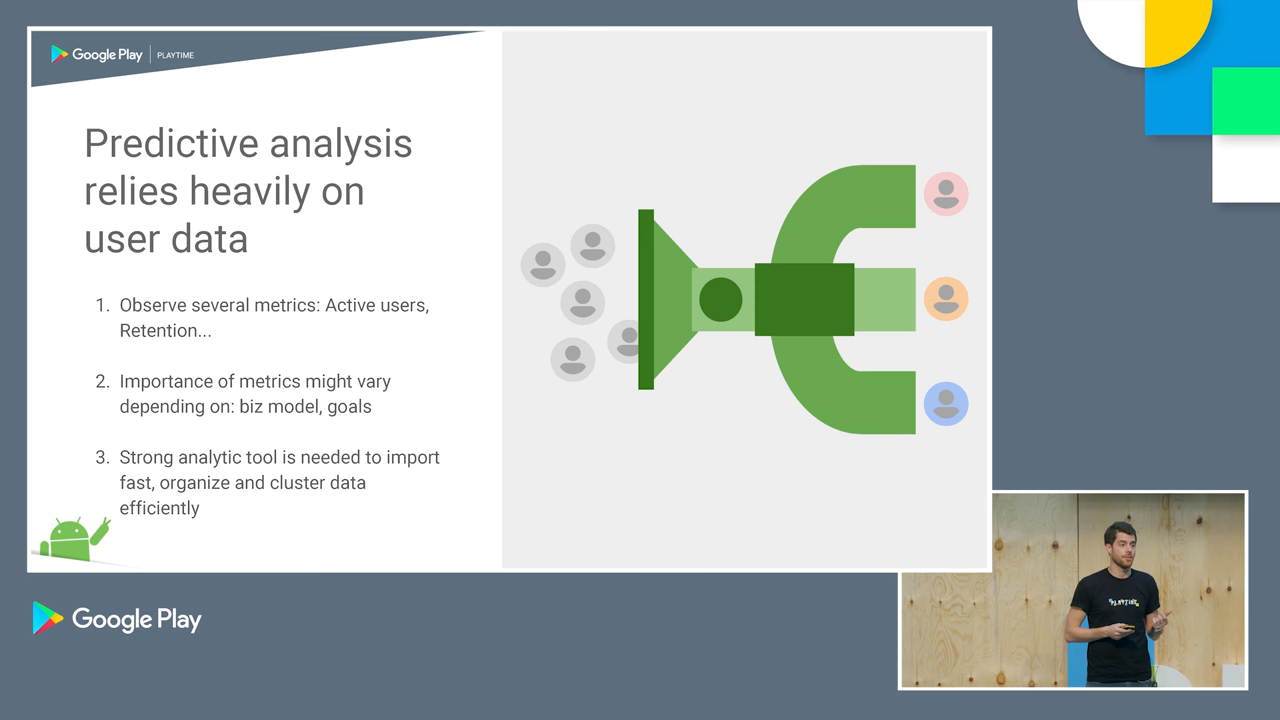 Google Play | PLAYTIME
Predictive analysis
relies heavily on
user data
1. Observe several metrics: Active users,
Retention...
2. Importance of metrics might vary
depending on: biz model, goals
3. Strong analytic tool is needed to import
fast, organize and cluster data
efficiently
Google Play
PLAYTIME